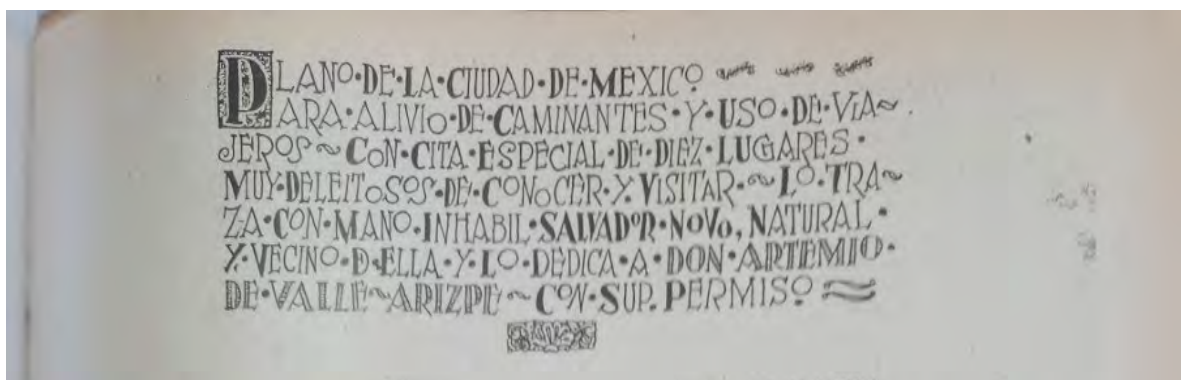 PLANO·DE·LA·CIUDAD·DE·MEXICO
PARA·ALIVIO·DE·CAMINANTES·Y·USO·DE·VIA~
JEROS~CON·CITA·ESPECIAL·DE·DIEZ·LUGARES·
MUY·DELEITOSOS·DE·CONOCER·Y·VISITAR·~LO·TRA~
ZA·CON·MANO·INHABIL·SALVADOR·NOVO, NATURAL·
Y·VECINO·D·ELLA·Y·LO·DEDICA·A·DON·ARTEMIO·
DE·VALLE~ARIZPE~CON·SUP. PERMISO